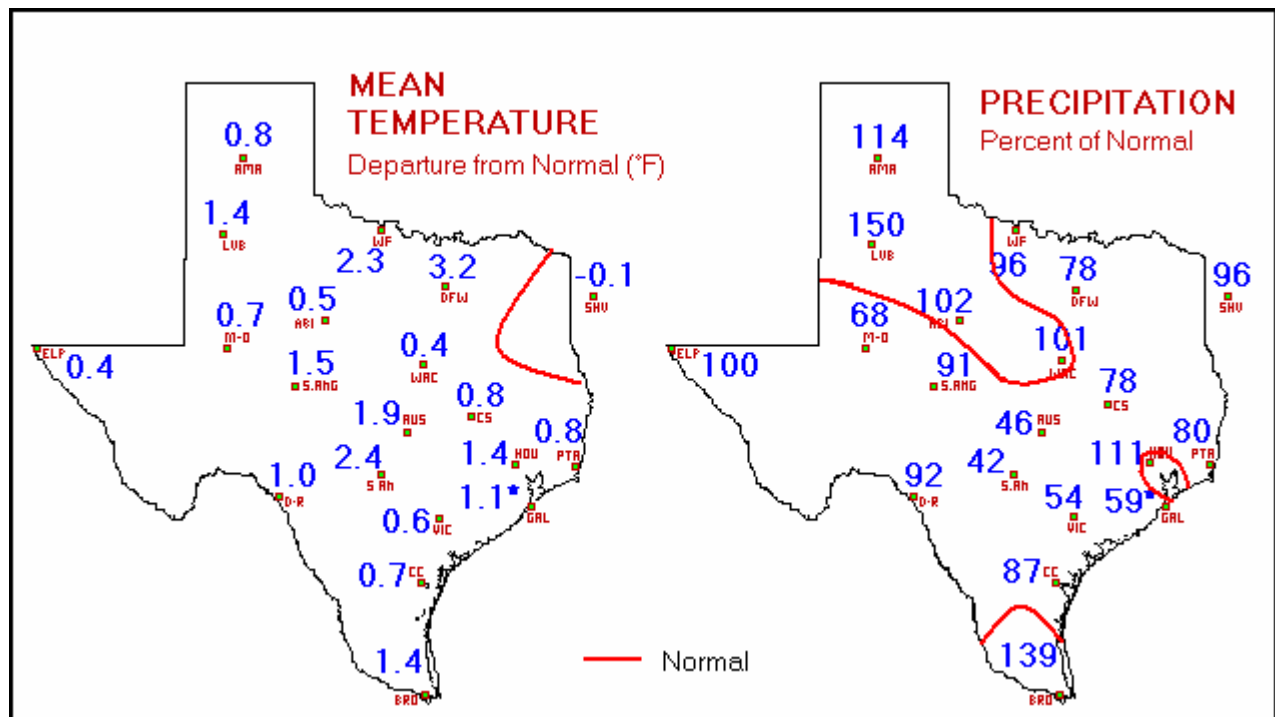 MEAN
TEMPERATURE
Departure from Normal (°F)
0.8
AMA
1.4
LVB
WF
2.3
3.2
DFW
-0.1
SHV
0.5
ABI
0.7
M-O
ELP
0.4
1.5
S.ANG
0.4
WAC
1.9
AUS
0.8
CS
0.8
PTA
2.4
S An
1.4
HOU
1.0
D-R
1.1*
GAL
0.6
VIC
0.7
CC
1.4
BRO
PRECIPITATION
Percent of Normal
114
AMA
150
LVB
WF
96
78
DFW
96
SHV
102
ABI
68
M-O
ELP
100
91
S.ANG
101
WAC
46
AUS
78
CS
80
PTA
42
S.An
111
HOU
92
D-R
59*
GAL
54
VIC
87
CC
139
BRO
Normal